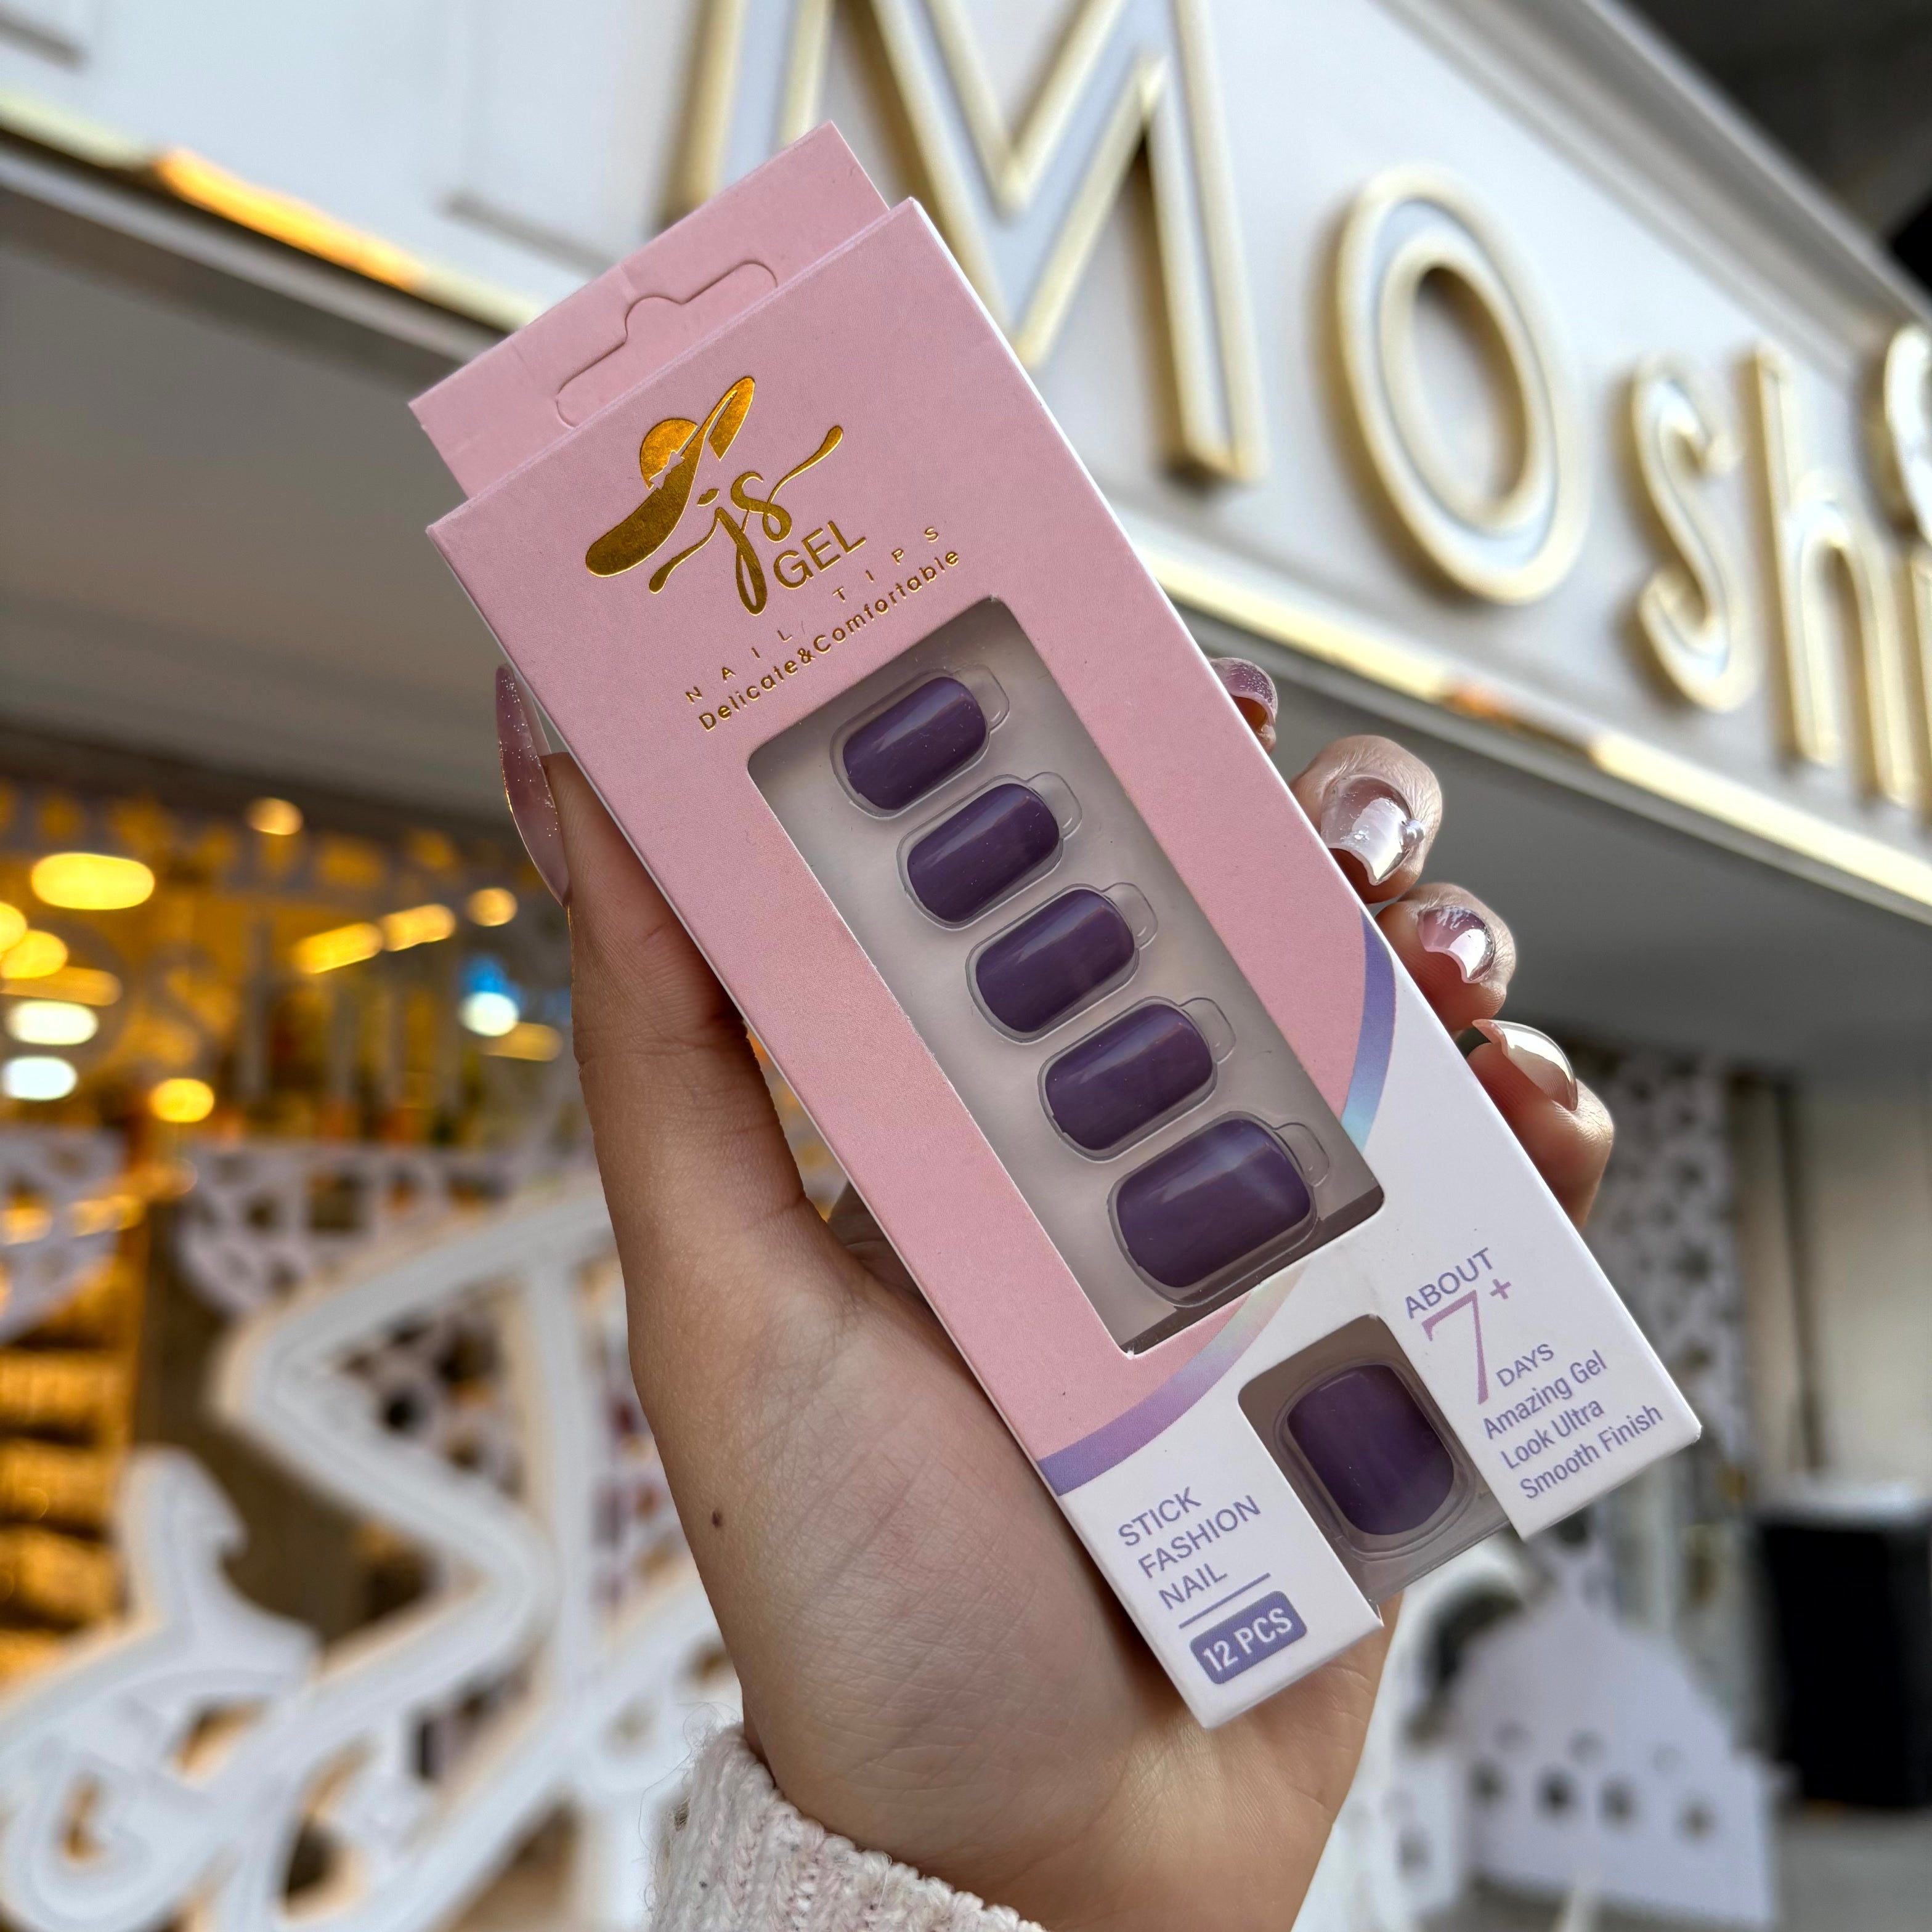 Mosh
js
GEL
NAIL TIPS
Delicate&Comfortable
ABOUT
7+
DAYS
Amazing Gel
Look Ultra
Smooth Finish
STICK
FASHION
NAIL
12 PCS